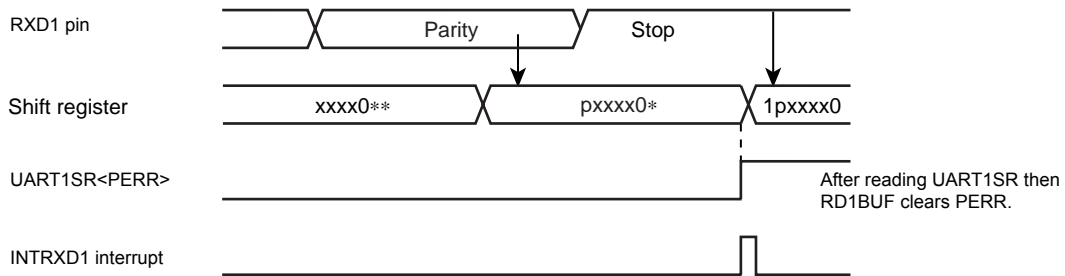 RXD1 pin
Parity
Stop
Shift register
xxxx0**
pxxxx0*
1pxxxx0
UART1SR<PERR>
After reading UART1SR then
RD1BUF clears PERR.
INTRXD1 interrupt